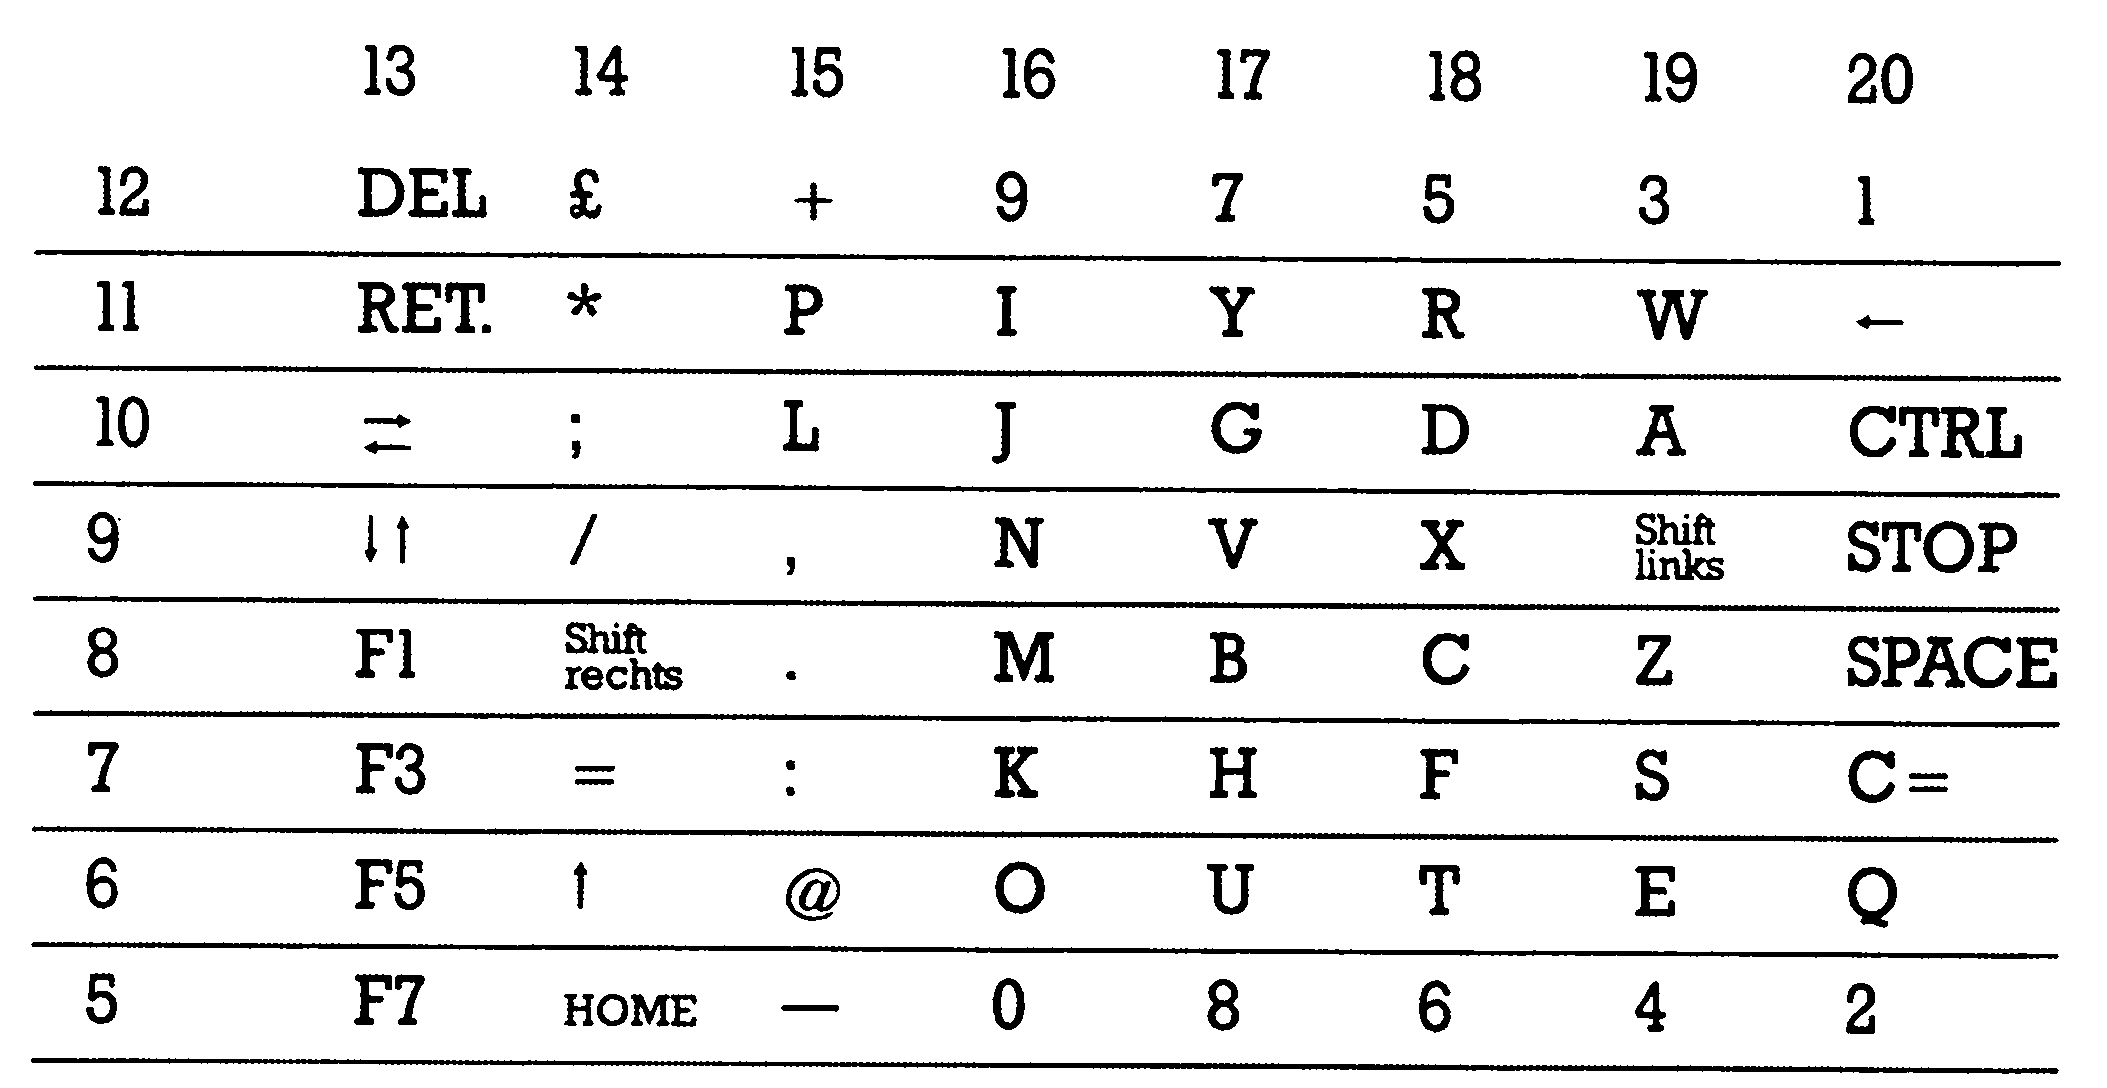 13 14 15 16 17 18 19 20
12 DEL £ + 9 7 5 3 1
11 RET. * P I Y R W ←
10 ⇄ ; L J G D A CTRL
9 ↓↑ / , N V X Shift links STOP
8 F1 Shift rechts . M B C Z SPACE
7 F3 = : K H F S C=
6 F5 ↑ @ O U T E Q
5 F7 HOME — 0 8 6 4 2